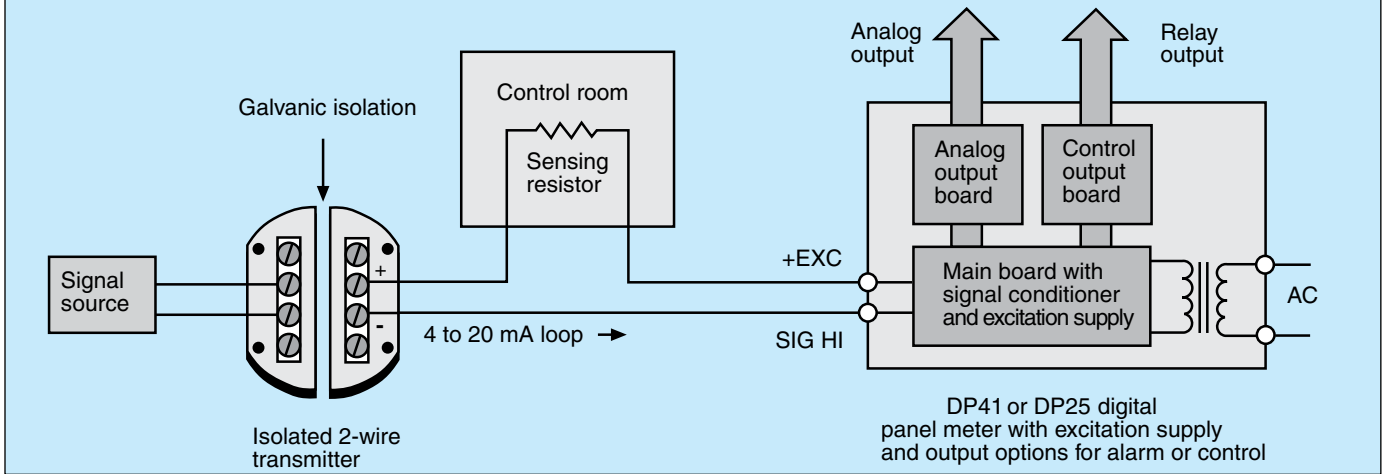 Analog
output
Relay
output
Galvanic isolation
Control room
Sensing
resistor
Analog
output
board
Control
output
board
Signal
source
+
-
4 to 20 mA loop →
+EXC
SIG HI
Main board with
signal conditioner
and excitation supply
AC
Isolated 2-wire
transmitter
DP41 or DP25 digital
panel meter with excitation supply
and output options for alarm or control